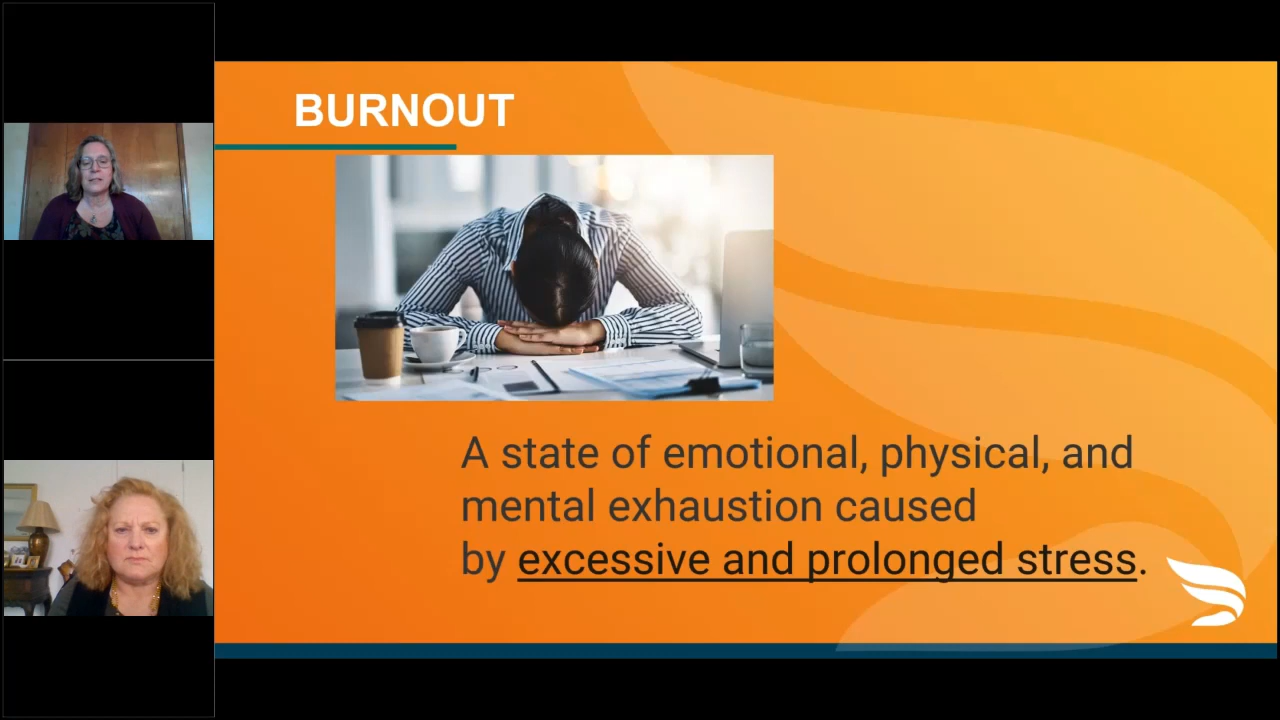 BURNOUT
A state of emotional, physical, and
mental exhaustion caused
by excessive and prolonged stress.